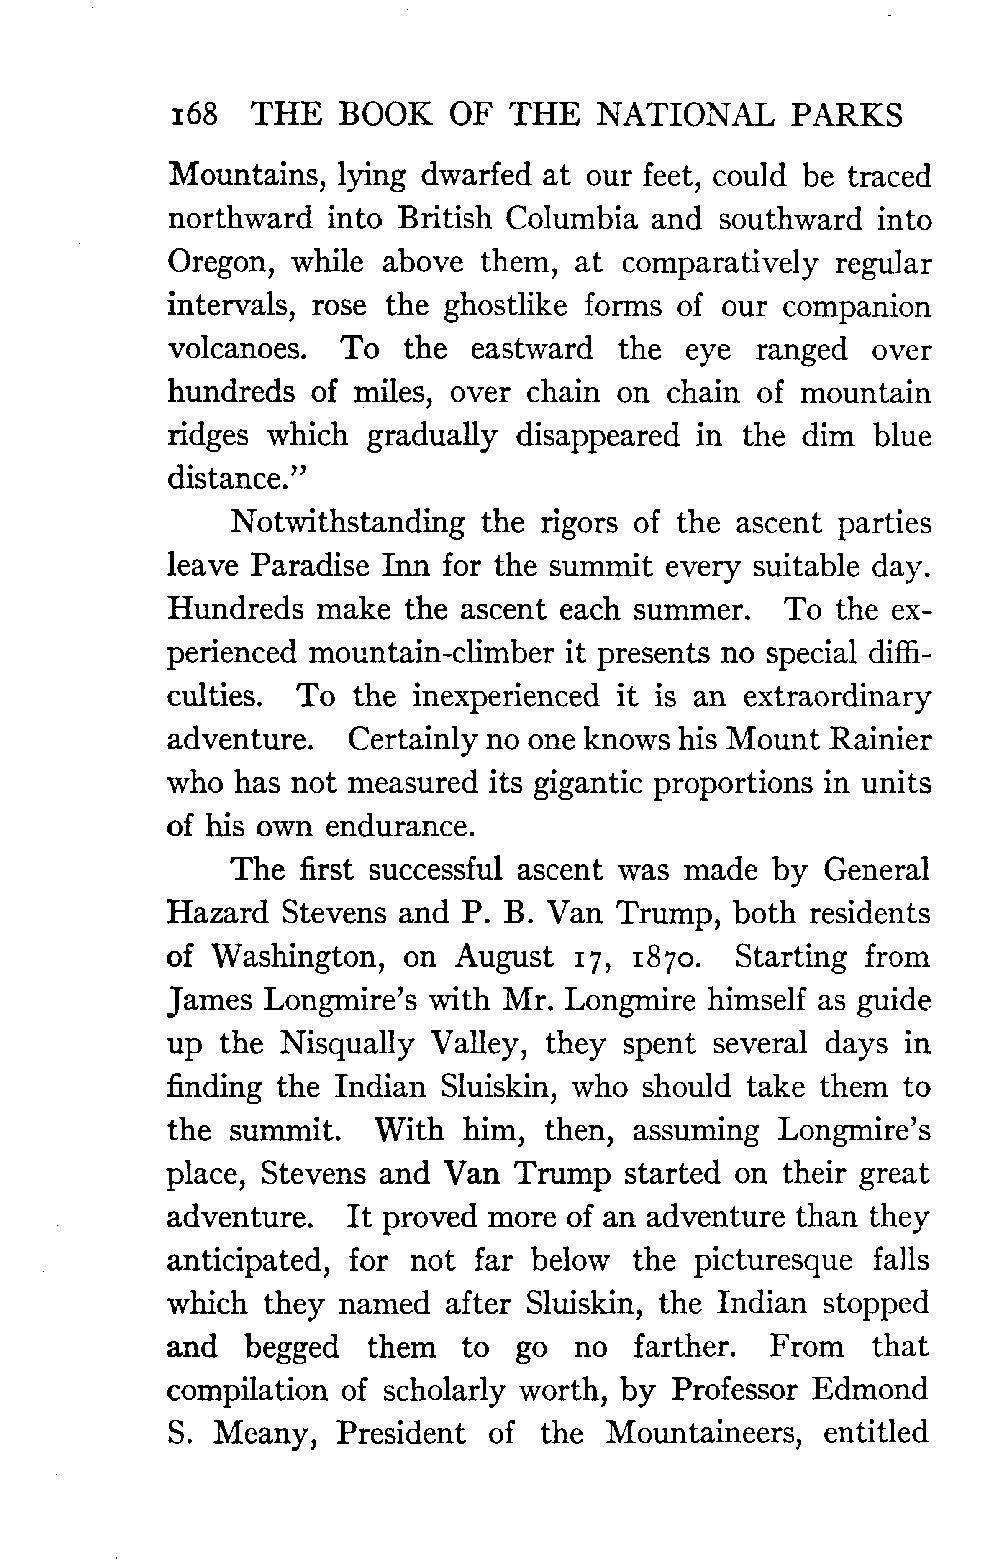 168 THE BOOK OF THE NATIONAL PARKS
Mountains, lying dwarfed at our feet, could be traced
northward into British Columbia and southward into
Oregon, while above them, at comparatively regular
intervals, rose the ghostlike forms of our companion
volcanoes. To the eastward the eye ranged over
hundreds of miles, over chain on chain of mountain
ridges which gradually disappeared in the dim blue
distance."
Notwithstanding the rigors of the ascent parties
leave Paradise Inn for the summit every suitable day.
Hundreds make the ascent each summer. To the ex-
perienced mountain-climber it presents no special diffi-
culties. To the inexperienced it is an extraordinary
adventure. Certainly no one knows his Mount Rainier
who has not measured its gigantic proportions in units
of his own endurance.
The first successful ascent was made by General
Hazard Stevens and P. B. Van Trump, both residents
of Washington, on August 17, 1870. Starting from
James Longmire's with Mr. Longmire himself as guide
up the Nisqually Valley, they spent several days in
finding the Indian Sluiskin, who should take them to
the summit. With him, then, assuming Longmire's
place, Stevens and Van Trump started on their great
adventure. It proved more of an adventure than they
anticipated, for not far below the picturesque falls
which they named after Sluiskin, the Indian stopped
and begged them to go no farther. From that
compilation of scholarly worth, by Professor Edmond
S. Meany, President of the Mountaineers, entitled